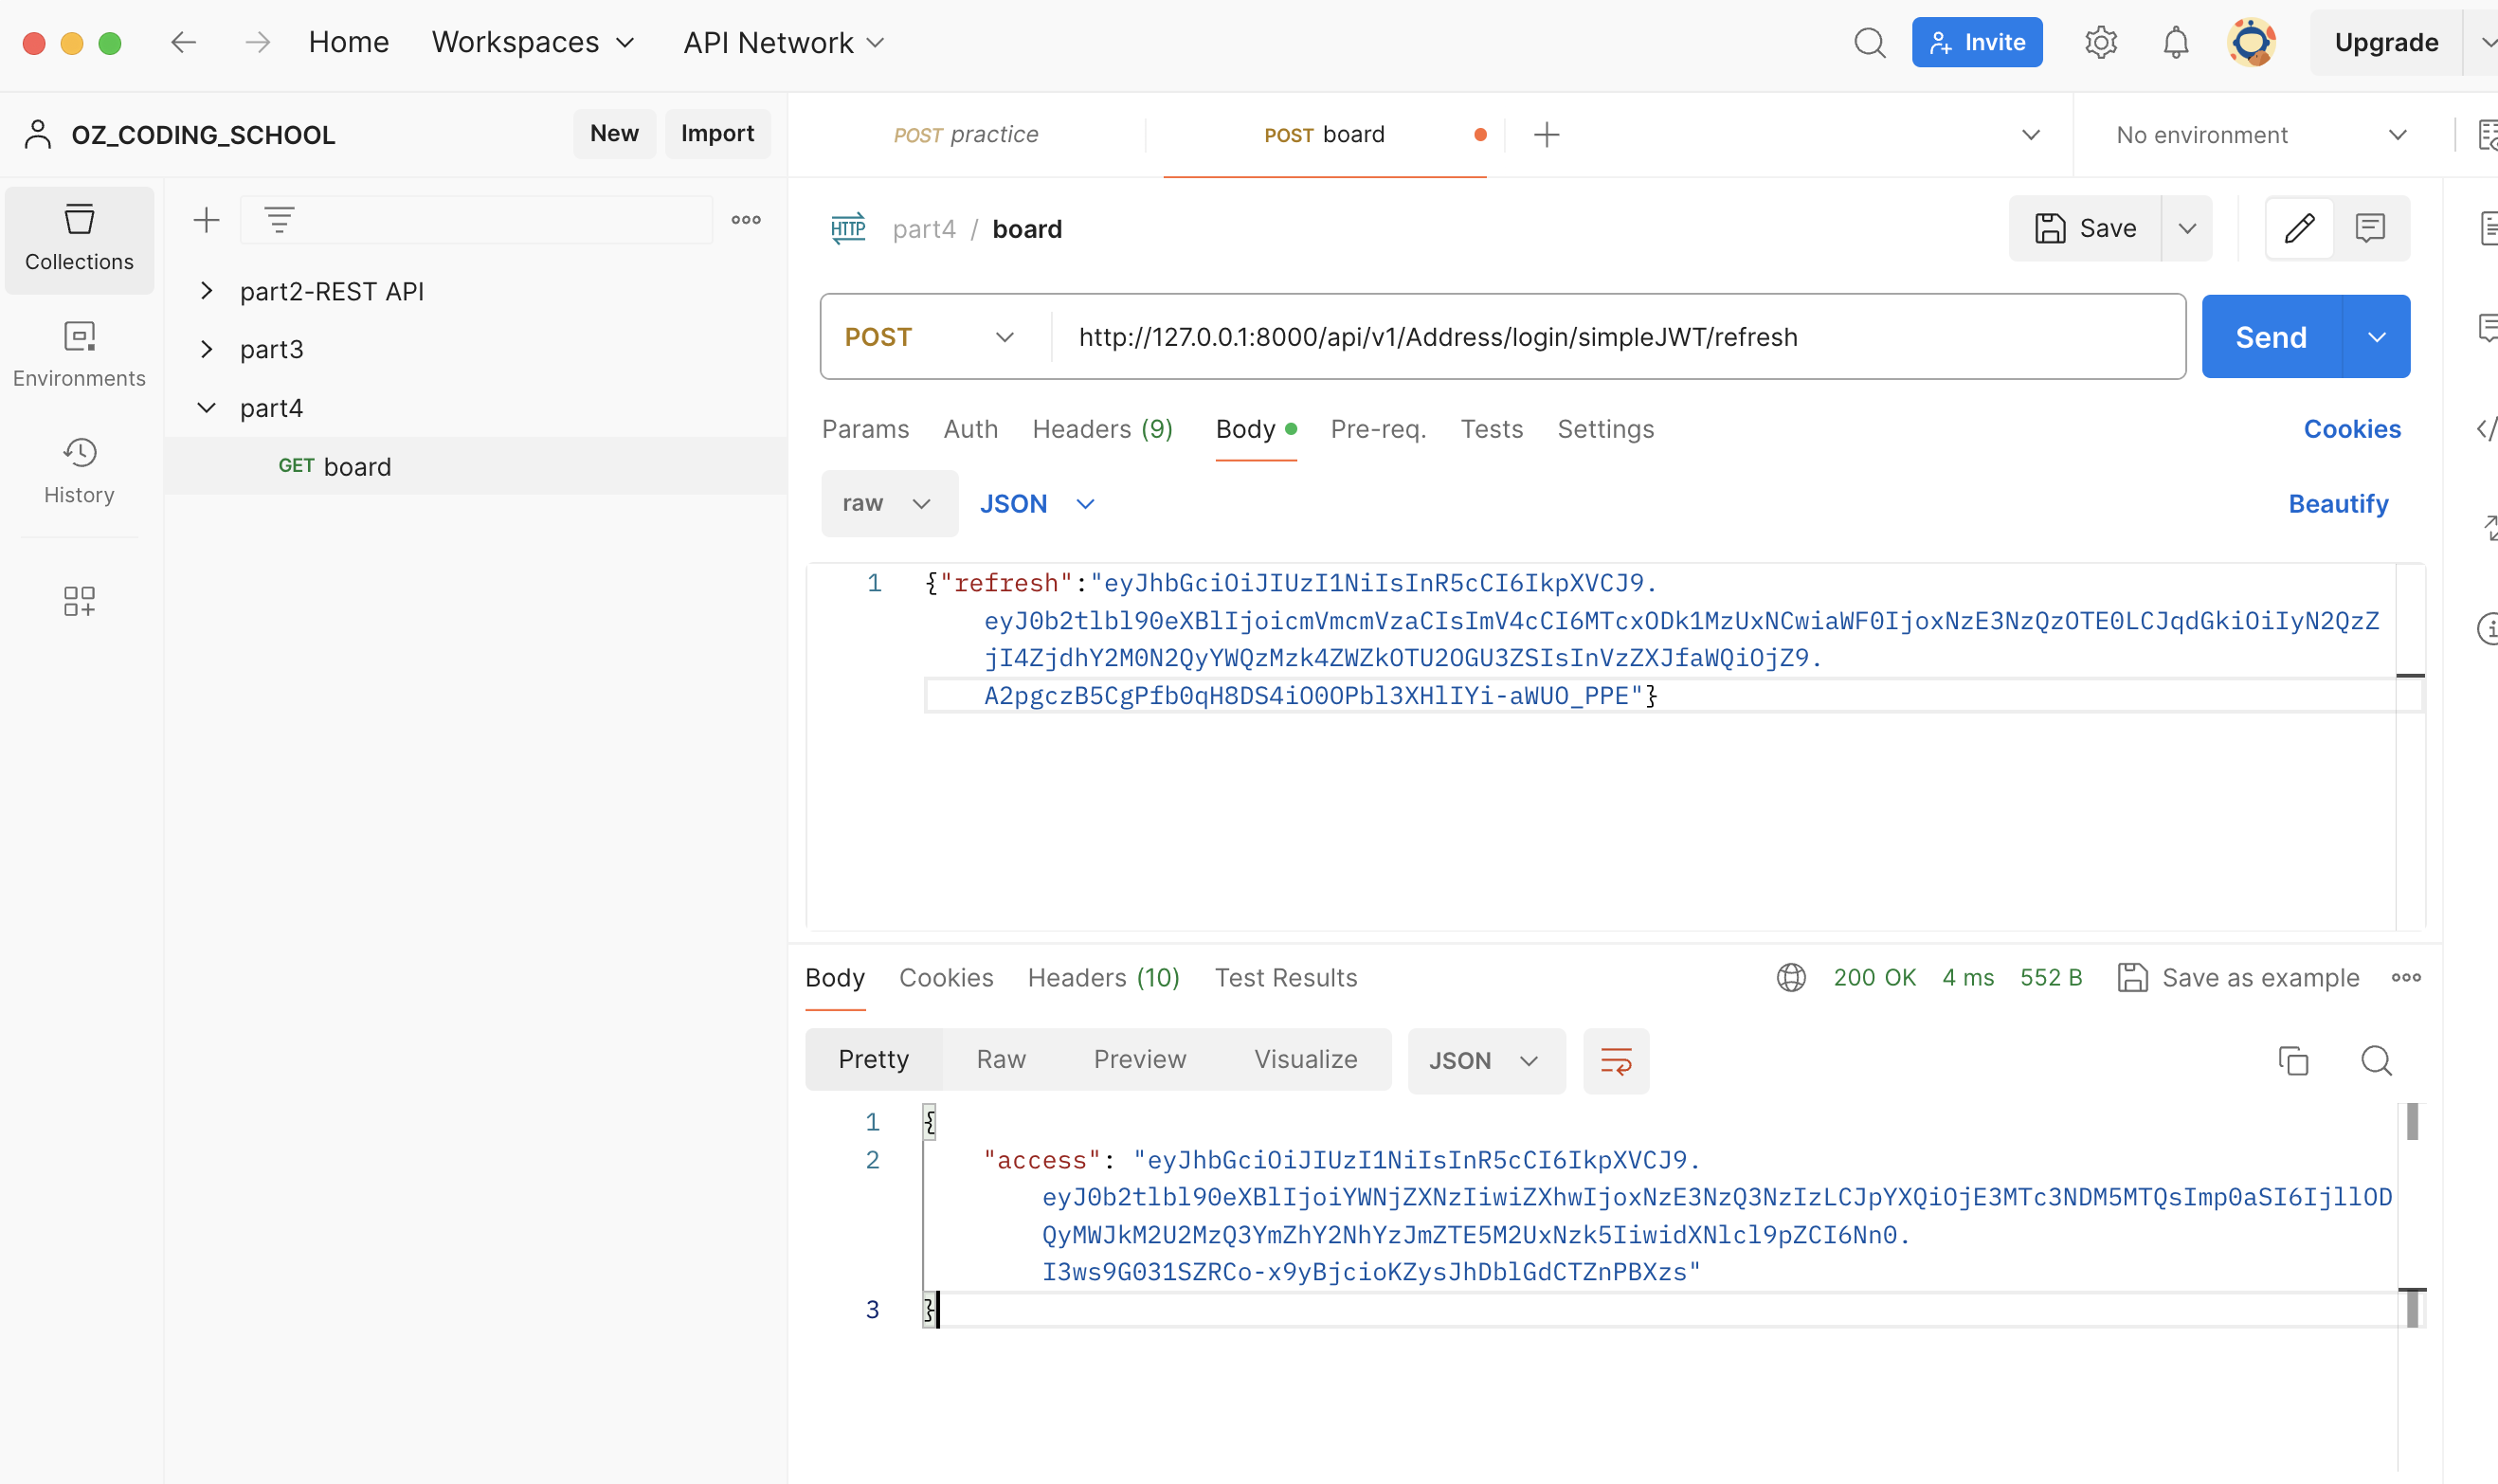 Home Workspaces API Network Invite Upgrade
OZ_CODING_SCHOOL New Import
POST practice POST board No environment
Collections
Environments
History
part2-REST API
part3
part4
GET board
HTTP part4 / board Save
POST http://127.0.0.1:8000/api/v1/Address/login/simpleJWT/refresh Send
Params Auth Headers (9) Body Pre-req. Tests Settings Cookies
raw JSON Beautify
1 {"refresh":"eyJhbGciOiJIUzI1NiIsInR5cCI6IkpXVCJ9.
eyJ0b2tlbl90eXBlIjoicmVmcmVzaCIsImV4cCI6MTcxODk1MzUxNCwiaWF0IjoxNzE3NzQzOTE0LCJqdGkiOiIyN2QzZ
jI4ZjdhY2M0N2QyYWQzMzk4ZWZkOTU2OGU3ZSIsInVzZXJfaWQiOjZ9.
A2pgczB5CgPfb0qH8DS4iO0OPbl3XHlIYi-aWUO_PPE"}
Body Cookies Headers (10) Test Results 200 OK 4 ms 552 B Save as example
Pretty Raw Preview Visualize JSON
1 {
2 "access": "eyJhbGciOiJIUzI1NiIsInR5cCI6IkpXVCJ9.
eyJ0b2tlbl90eXBlIjoiYWNjZXNzIiwiZXhwIjoxNzE3NzQ3NzIzLCJpYXQiOjE3MTc3NDM5MTQsImp0aSI6IjllOD
QyMWJkM2U2MzQ3YmZhY2NhYzJmZTE5M2UxNzk5IiwidXNlcl9pZCI6Nn0.
I3ws9G031SZRCo-x9yBjcioKZysJhDblGdCTZnPBXzs"
3 }